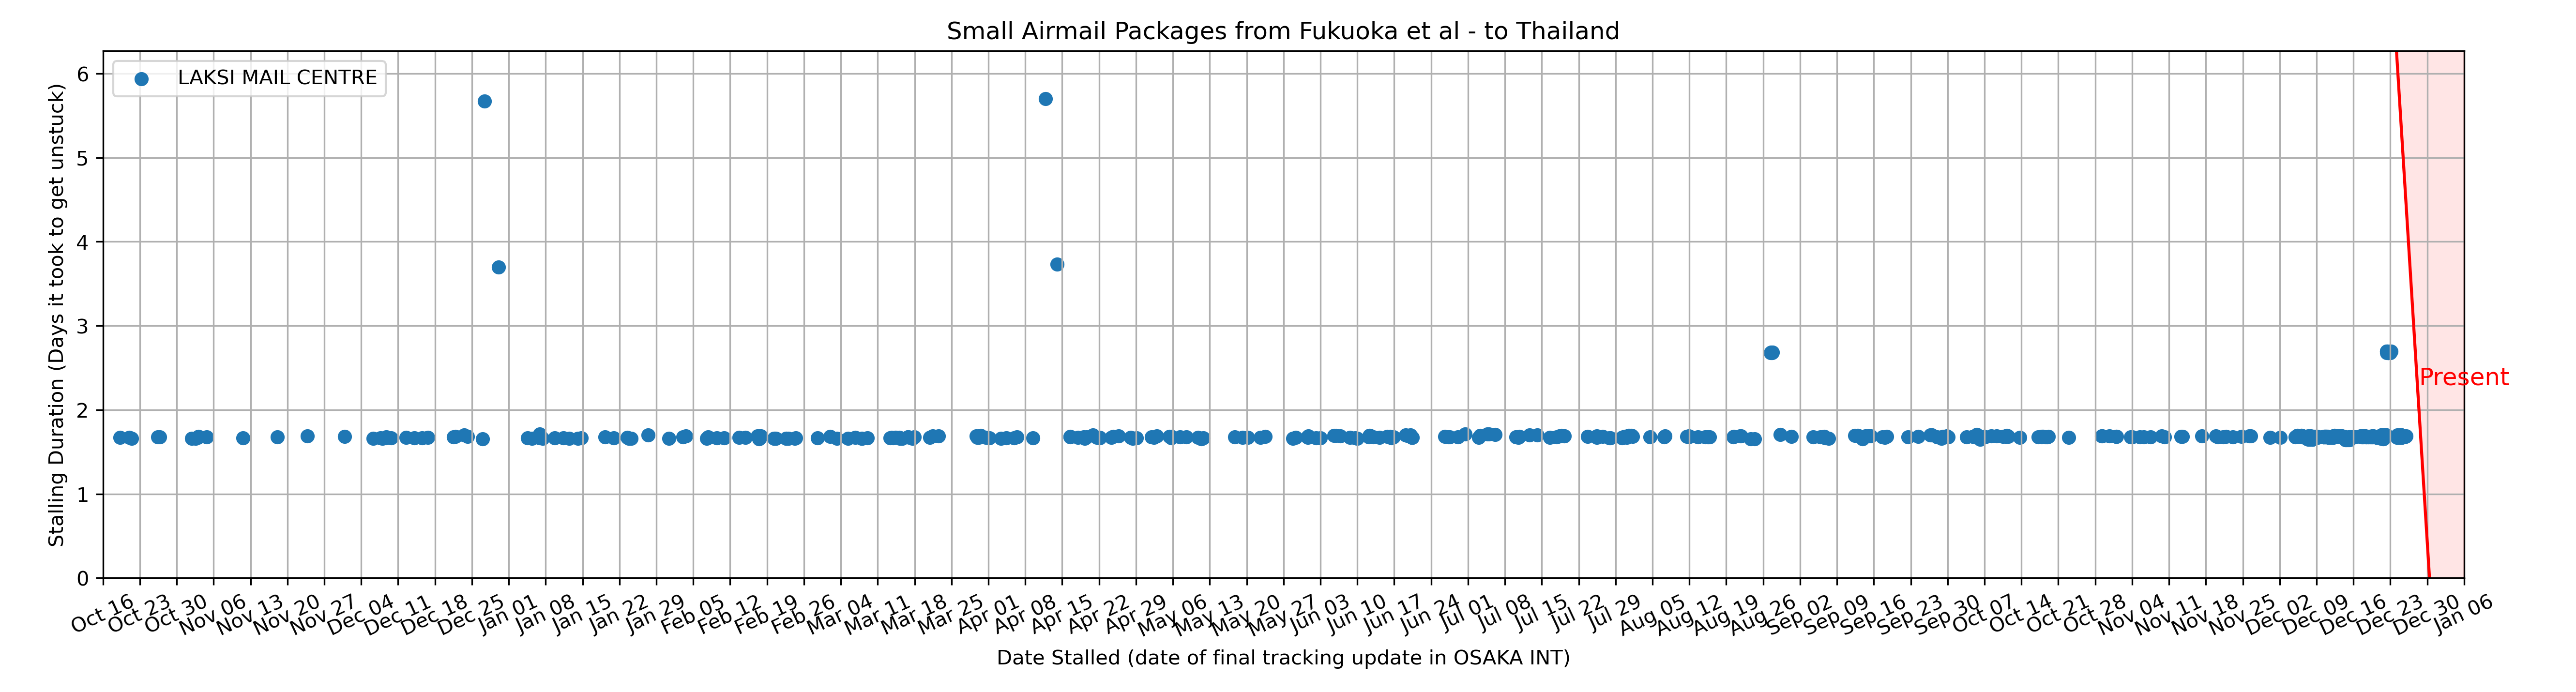 Small Airmail Packages from Fukuoka et al - to Thailand
LAKSI MAIL CENTRE
Stalling Duration (Days it took to get unstuck)
6
5
4
3
2
1
0
Present
Oct 16 Oct 23 Oct 30 Nov 06 Nov 13 Nov 20 Nov 27 Dec 04 Dec 11 Dec 18 Dec 25 Jan 01 Jan 08 Jan 15 Jan 22 Jan 29 Feb 05 Feb 12 Feb 19 Feb 26 Mar 04 Mar 11 Mar 18 Mar 25 Apr 01 Apr 08 Apr 15 Apr 22 Apr 29 May 06 May 13 May 20 May 27 Jun 03 Jun 10 Jun 17 Jun 24 Jul 01 Jul 08 Jul 15 Jul 22 Jul 29 Aug 05 Aug 12 Aug 19 Aug 26 Sep 02 Sep 09 Sep 16 Sep 23 Sep 30 Oct 07 Oct 14 Oct 21 Oct 28 Nov 04 Nov 11 Nov 18 Nov 25 Dec 02 Dec 09 Dec 16 Dec 23 Dec 30 Jan 06
Date Stalled (date of final tracking update in OSAKA INT)